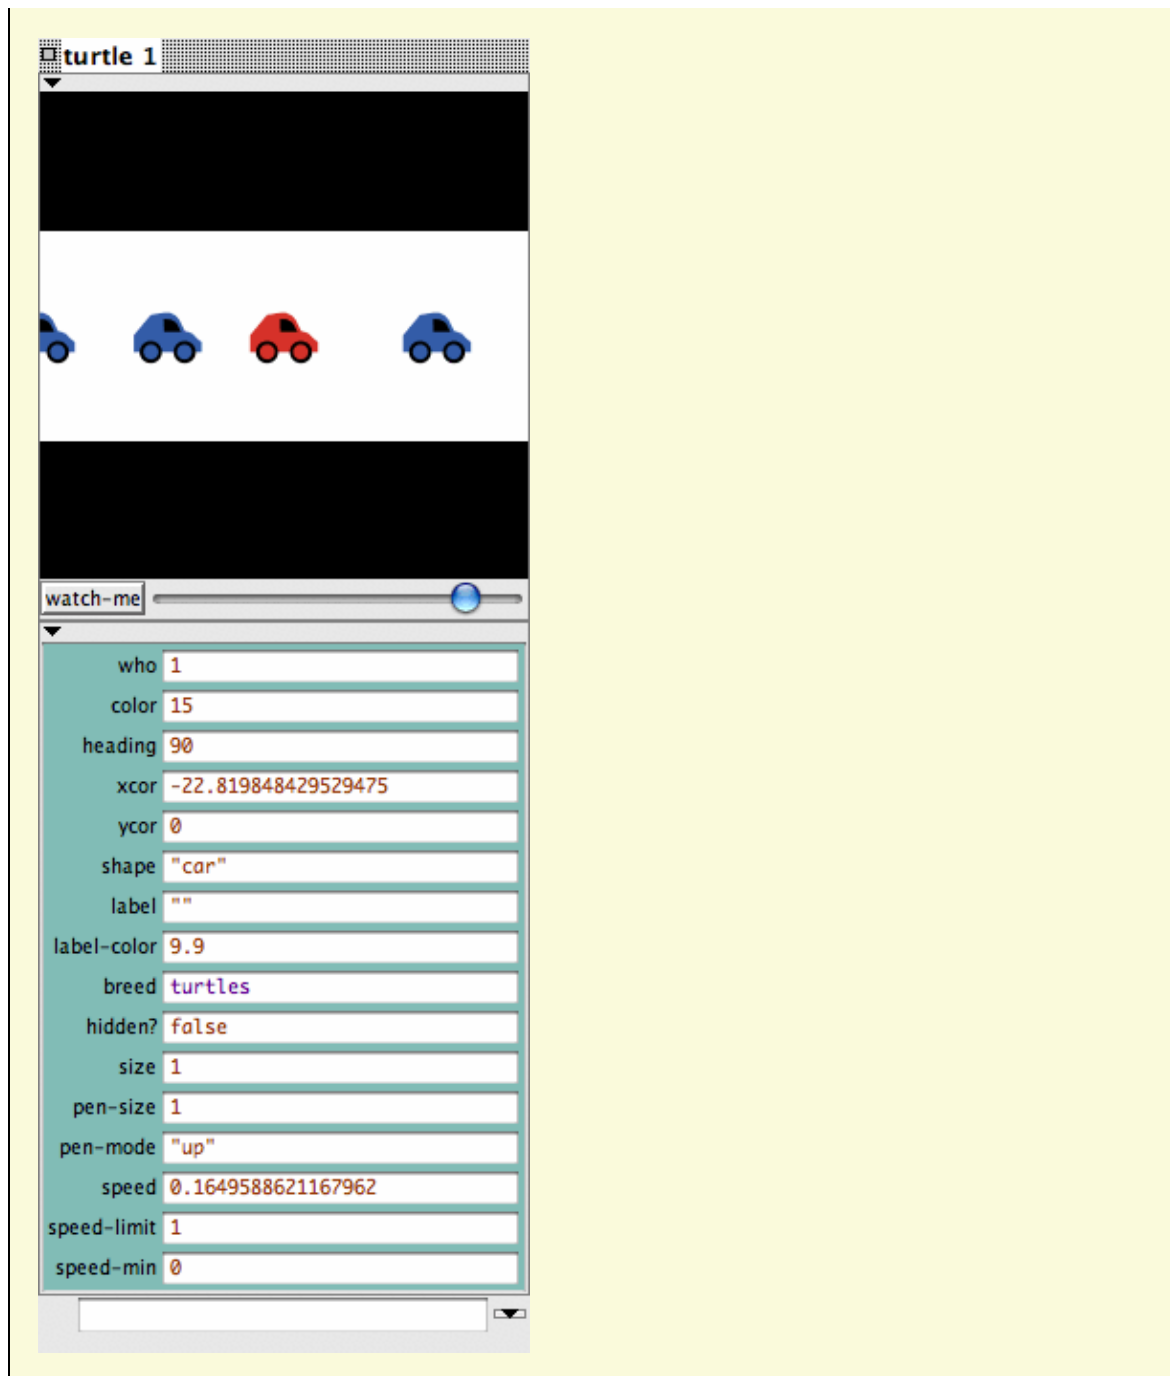 turtle 1
watch-me
who 1
color 15
heading 90
xcor -22.819848429529475
ycor 0
shape "car"
label ""
label-color 9.9
breed turtles
hidden? false
size 1
pen-size 1
pen-mode "up"
speed 0.1649588621167962
speed-limit 1
speed-min 0